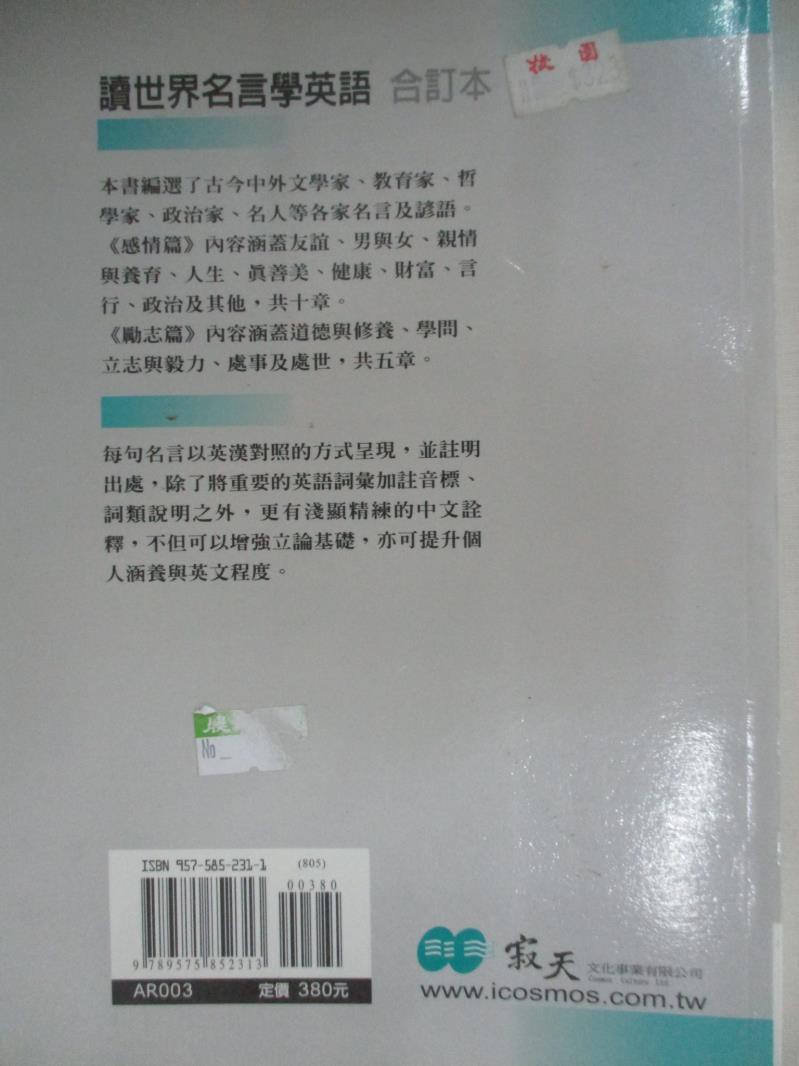 讀世界名言學英語 合訂本
校園
本書編選了古今中外文學家、教育家、哲
學家、政治家、名人等各家名言及諺語。
《感情篇》內容涵蓋友誼、男與女、親情
與養育、人生、眞善美、健康、財富、言
行、政治及其他，共十章。
《勵志篇》內容涵蓋道德與修養、學問、
立志與毅力、處事及處世，共五章。
每句名言以英漢對照的方式呈現，並註明
出處，除了將重要的英語詞彙加註音標、
詞類說明之外，更有淺顯精練的中文詮
釋，不但可以增強立論基礎，亦可提升個
人涵養與英文程度。
No_
ISBN 957-585-231-1 (805)
00380
9 789575 852313
AR003 定價 380元
寂天 文化事業有限公司
Cosmos Culture Ltd
www.icosmos.com.tw